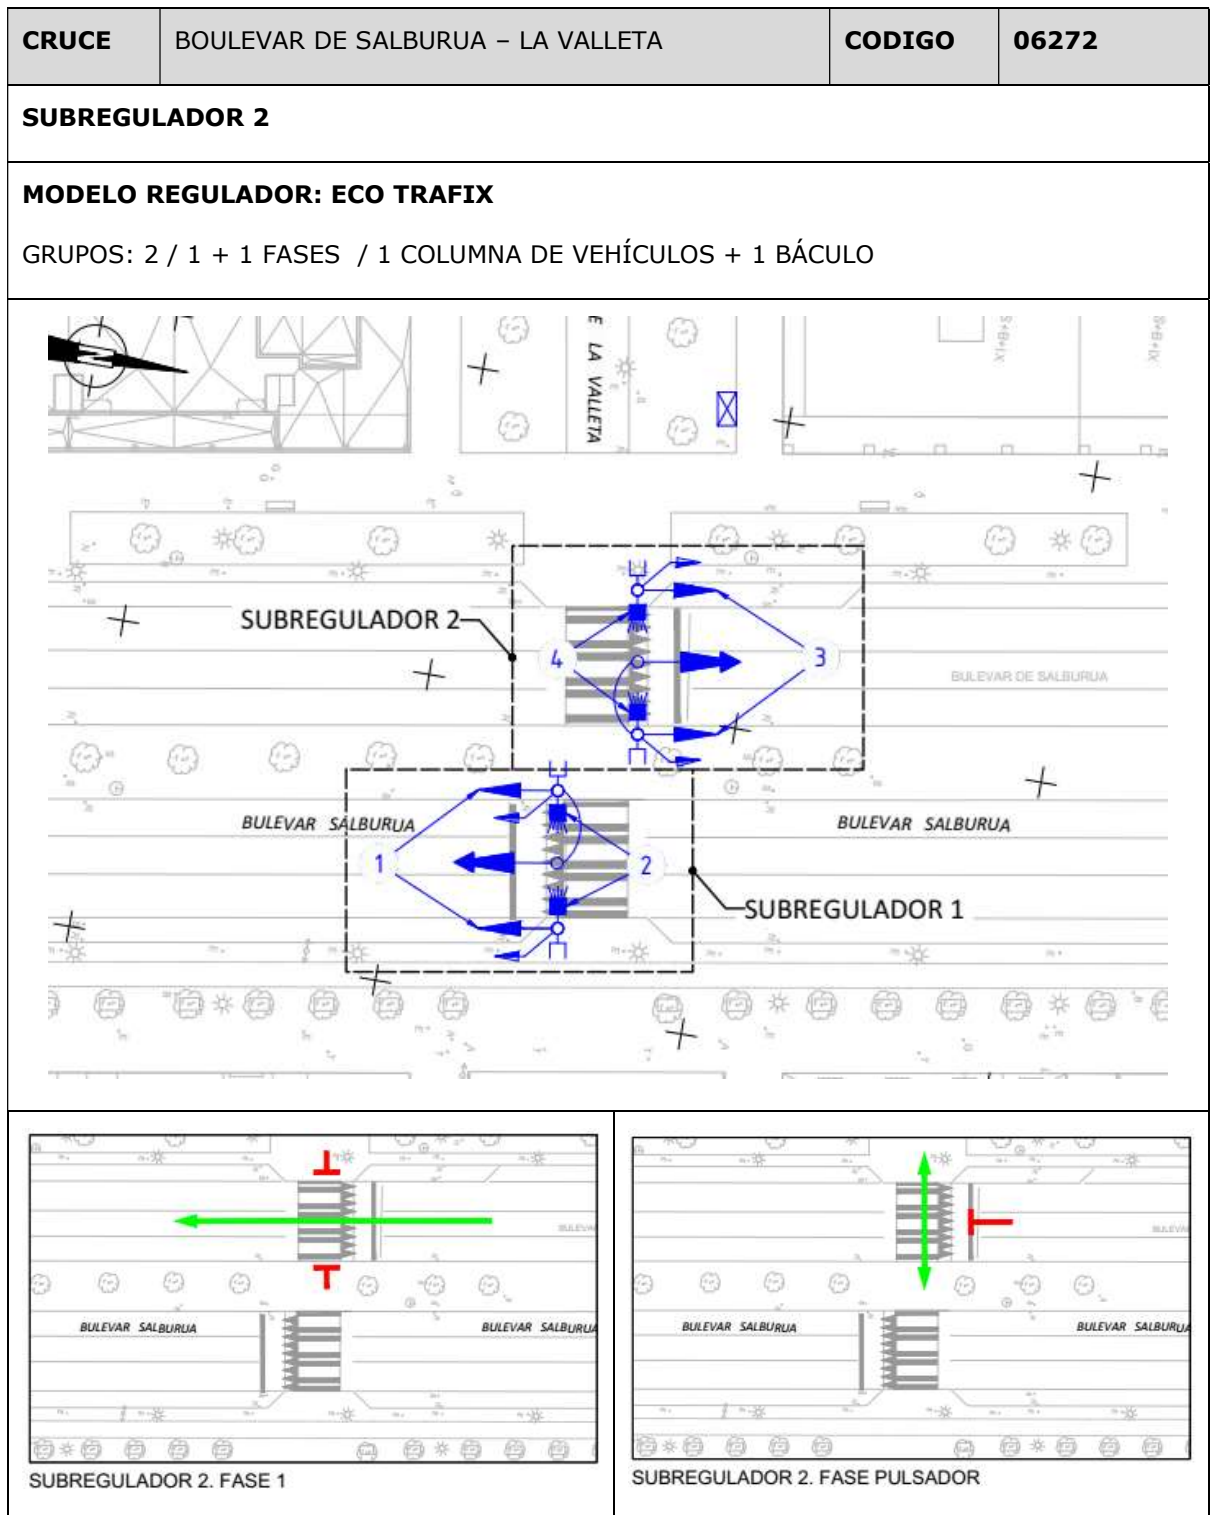 CRUCE BOULEVAR DE SALBURUA – LA VALLETA CODIGO 06272
SUBREGULADOR 2
MODELO REGULADOR: ECO TRAFIX
GRUPOS: 2 / 1 + 1 FASES / 1 COLUMNA DE VEHÍCULOS + 1 BÁCULO
E LA VALLETA
S+B+IX
S+B+IX
SUBREGULADOR 2
4
3
BULEVAR DE SALBURUA
BULEVAR SALBURUA
BULEVAR SALBURUA
1
2
SUBREGULADOR 1
BULEVAR SALBURUA
BULEVAR SALBURUA
SUBREGULADOR 2. FASE 1
BULEVAR SALBURUA
BULEVAR SALBURUA
SUBREGULADOR 2. FASE PULSADOR